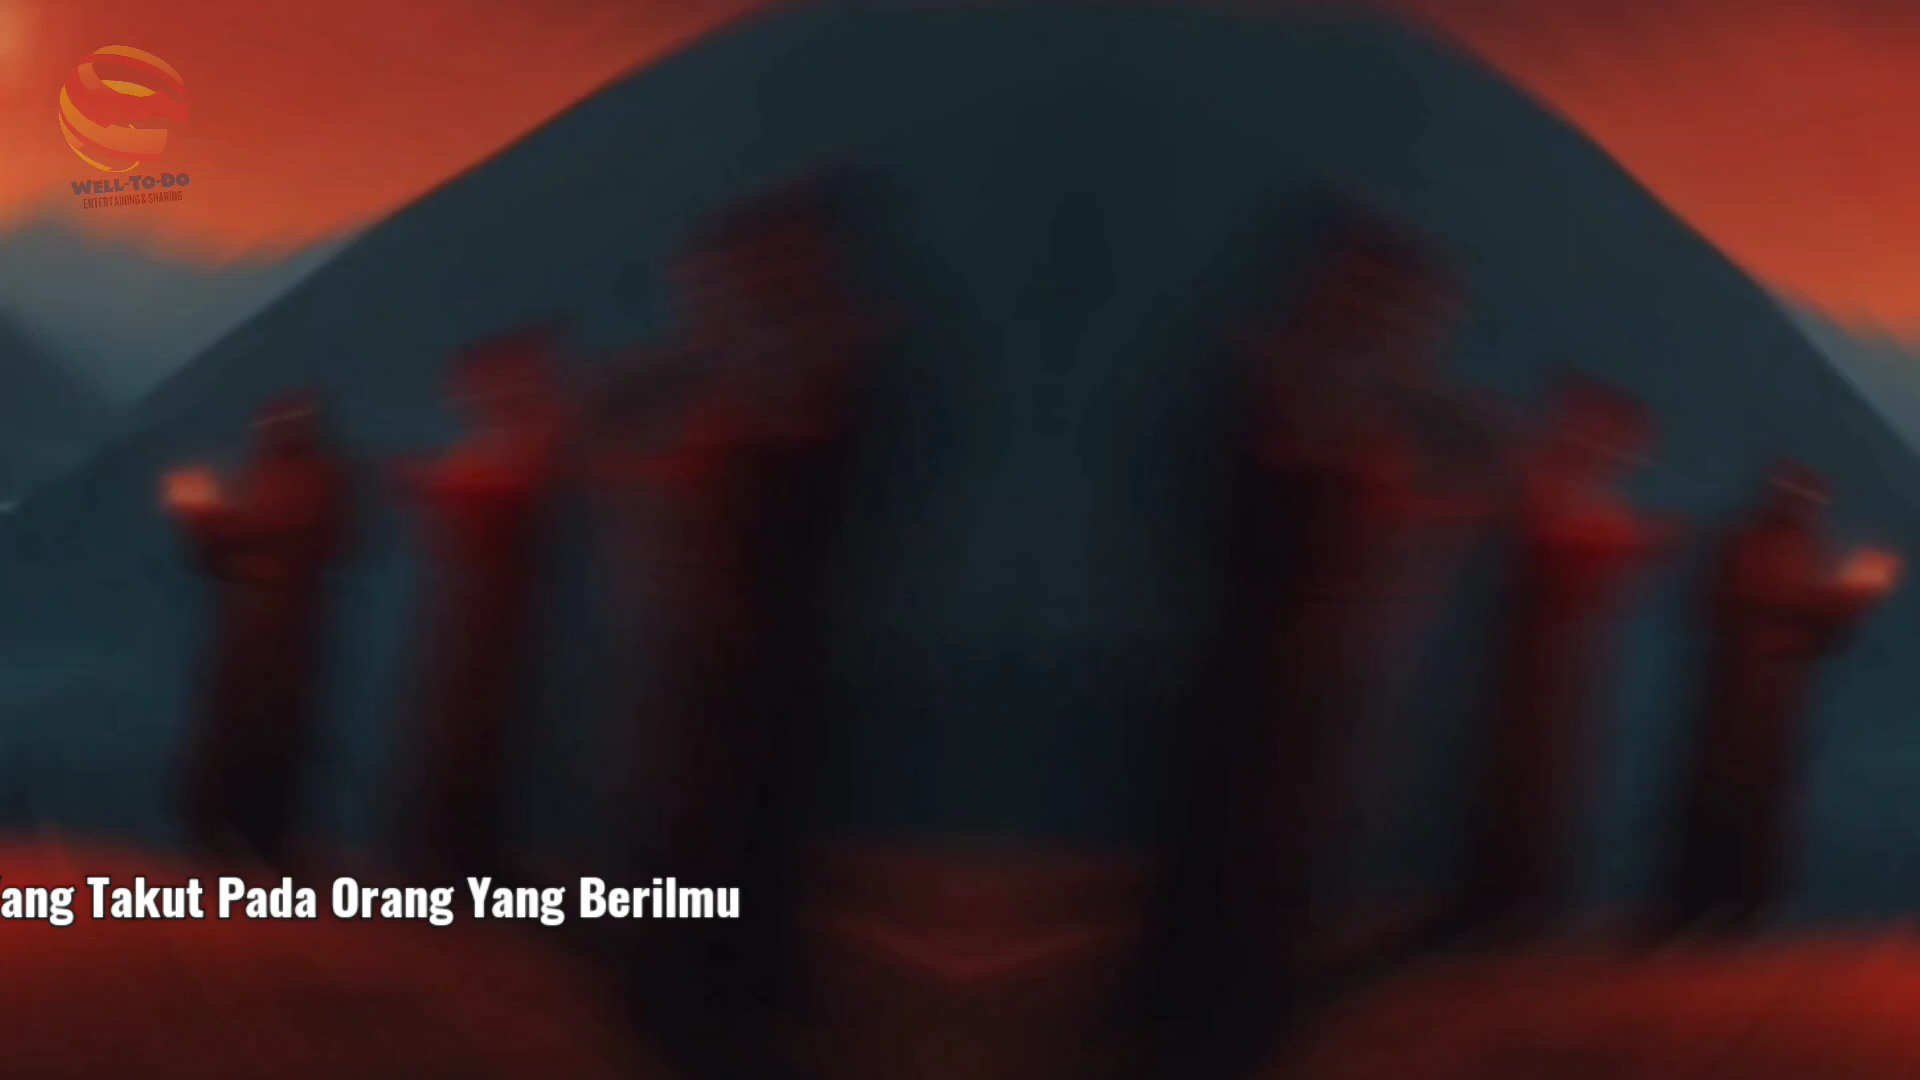 WELL-TO-DO
ENTERTAINING & SHARING
ang Takut Pada Orang Yang Berilmu